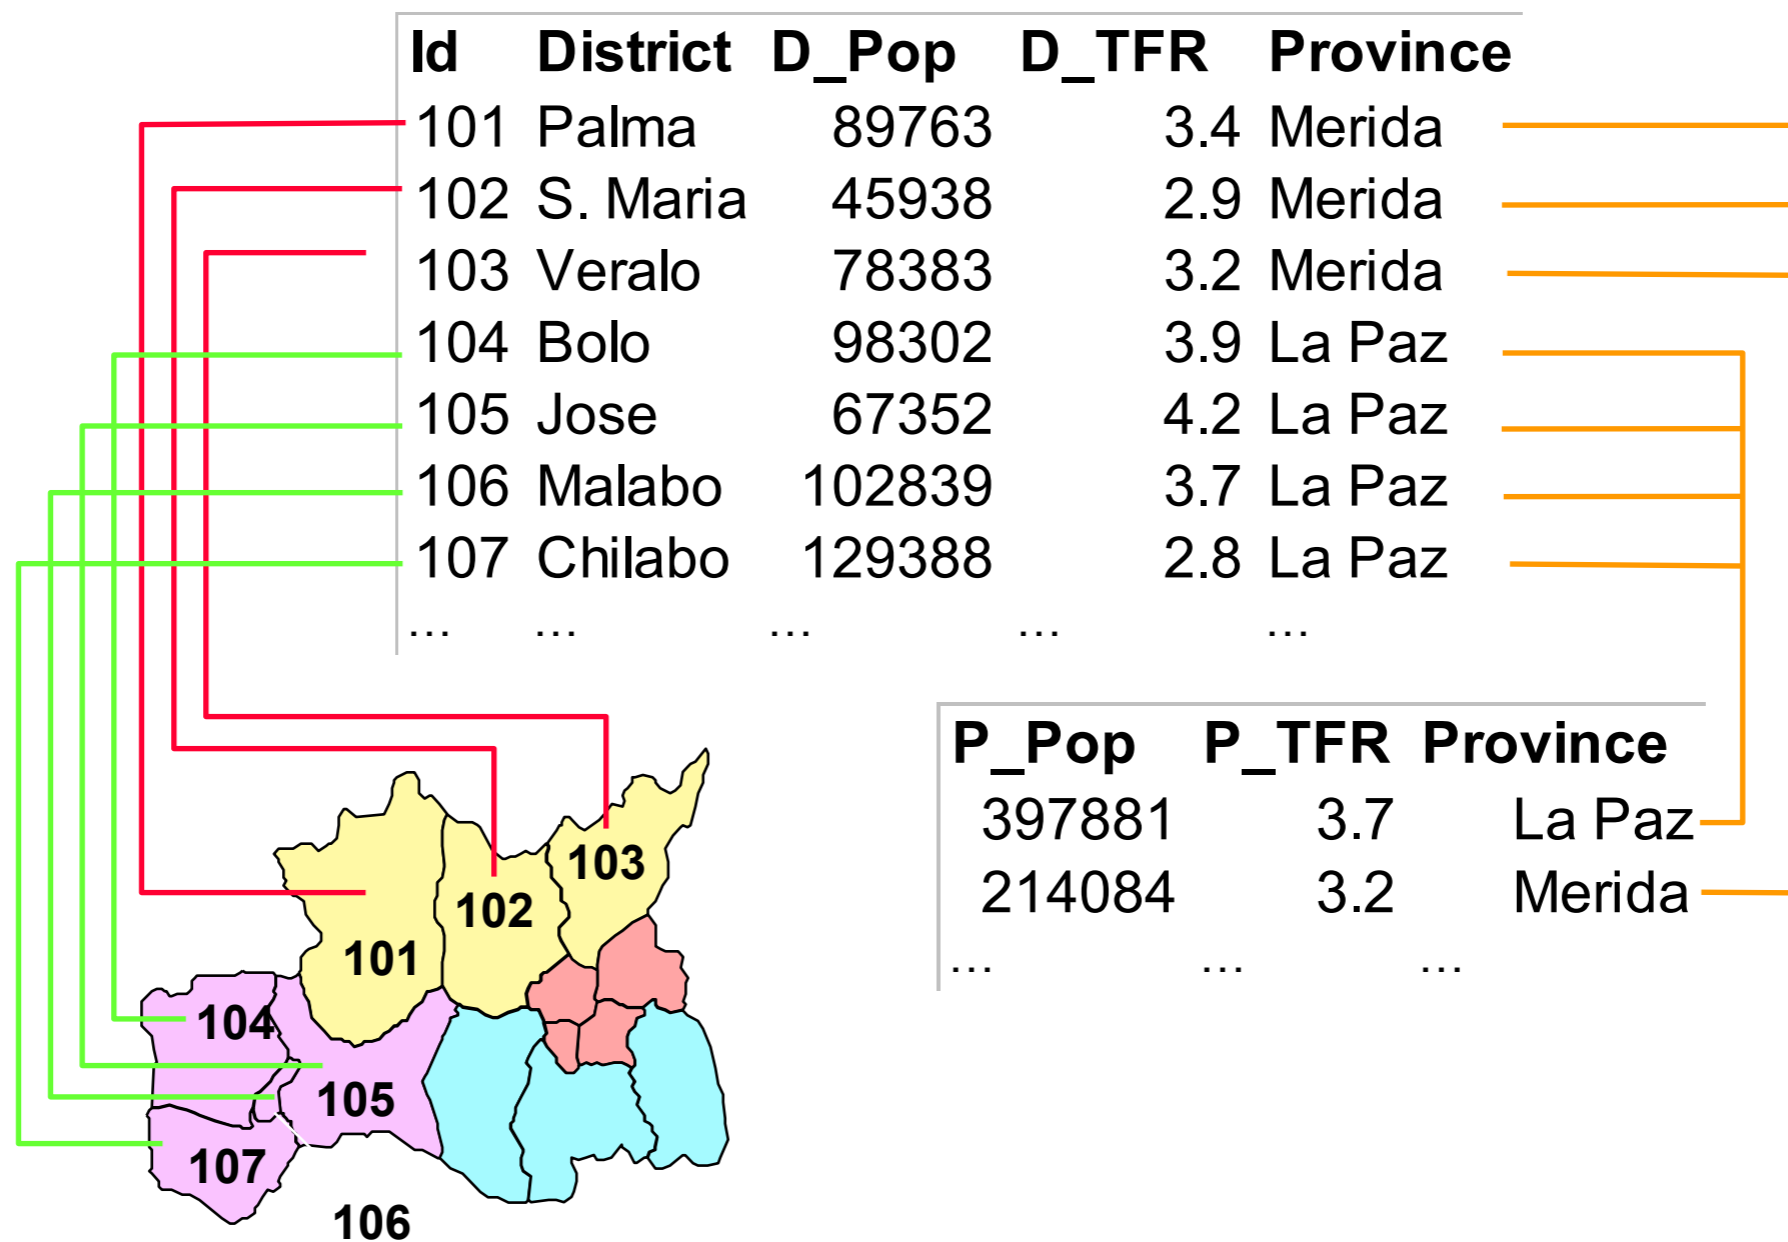 Id District D_Pop D_TFR Province
101 Palma 89763 3.4 Merida
102 S. Maria 45938 2.9 Merida
103 Veralo 78383 3.2 Merida
104 Bolo 98302 3.9 La Paz
105 Jose 67352 4.2 La Paz
106 Malabo 102839 3.7 La Paz
107 Chilabo 129388 2.8 La Paz
... ... ... ... ...
P_Pop P_TFR Province
397881 3.7 La Paz
214084 3.2 Merida
... ... ...
103
102
101
104
105
107
106